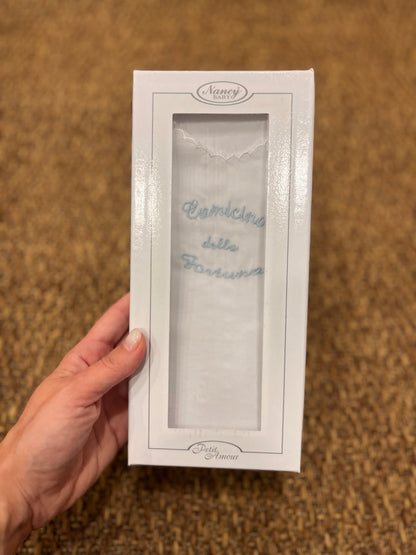 Nancy
BABY
Camicino
della
Fortuna
Petit
Amour